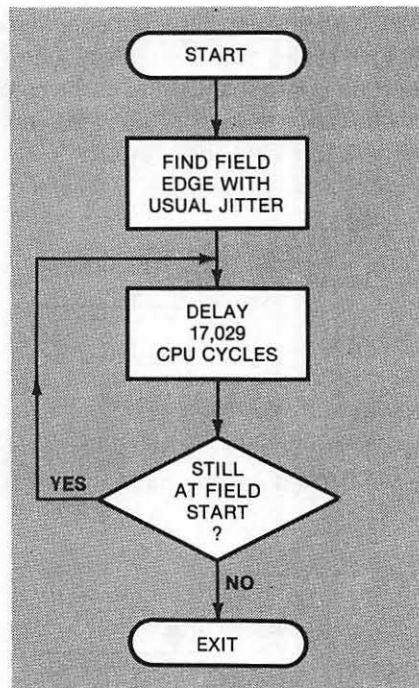 START
FIND FIELD
EDGE WITH
USUAL JITTER
DELAY
17,029
CPU CYCLES
STILL
AT FIELD
START
?
YES
NO
EXIT